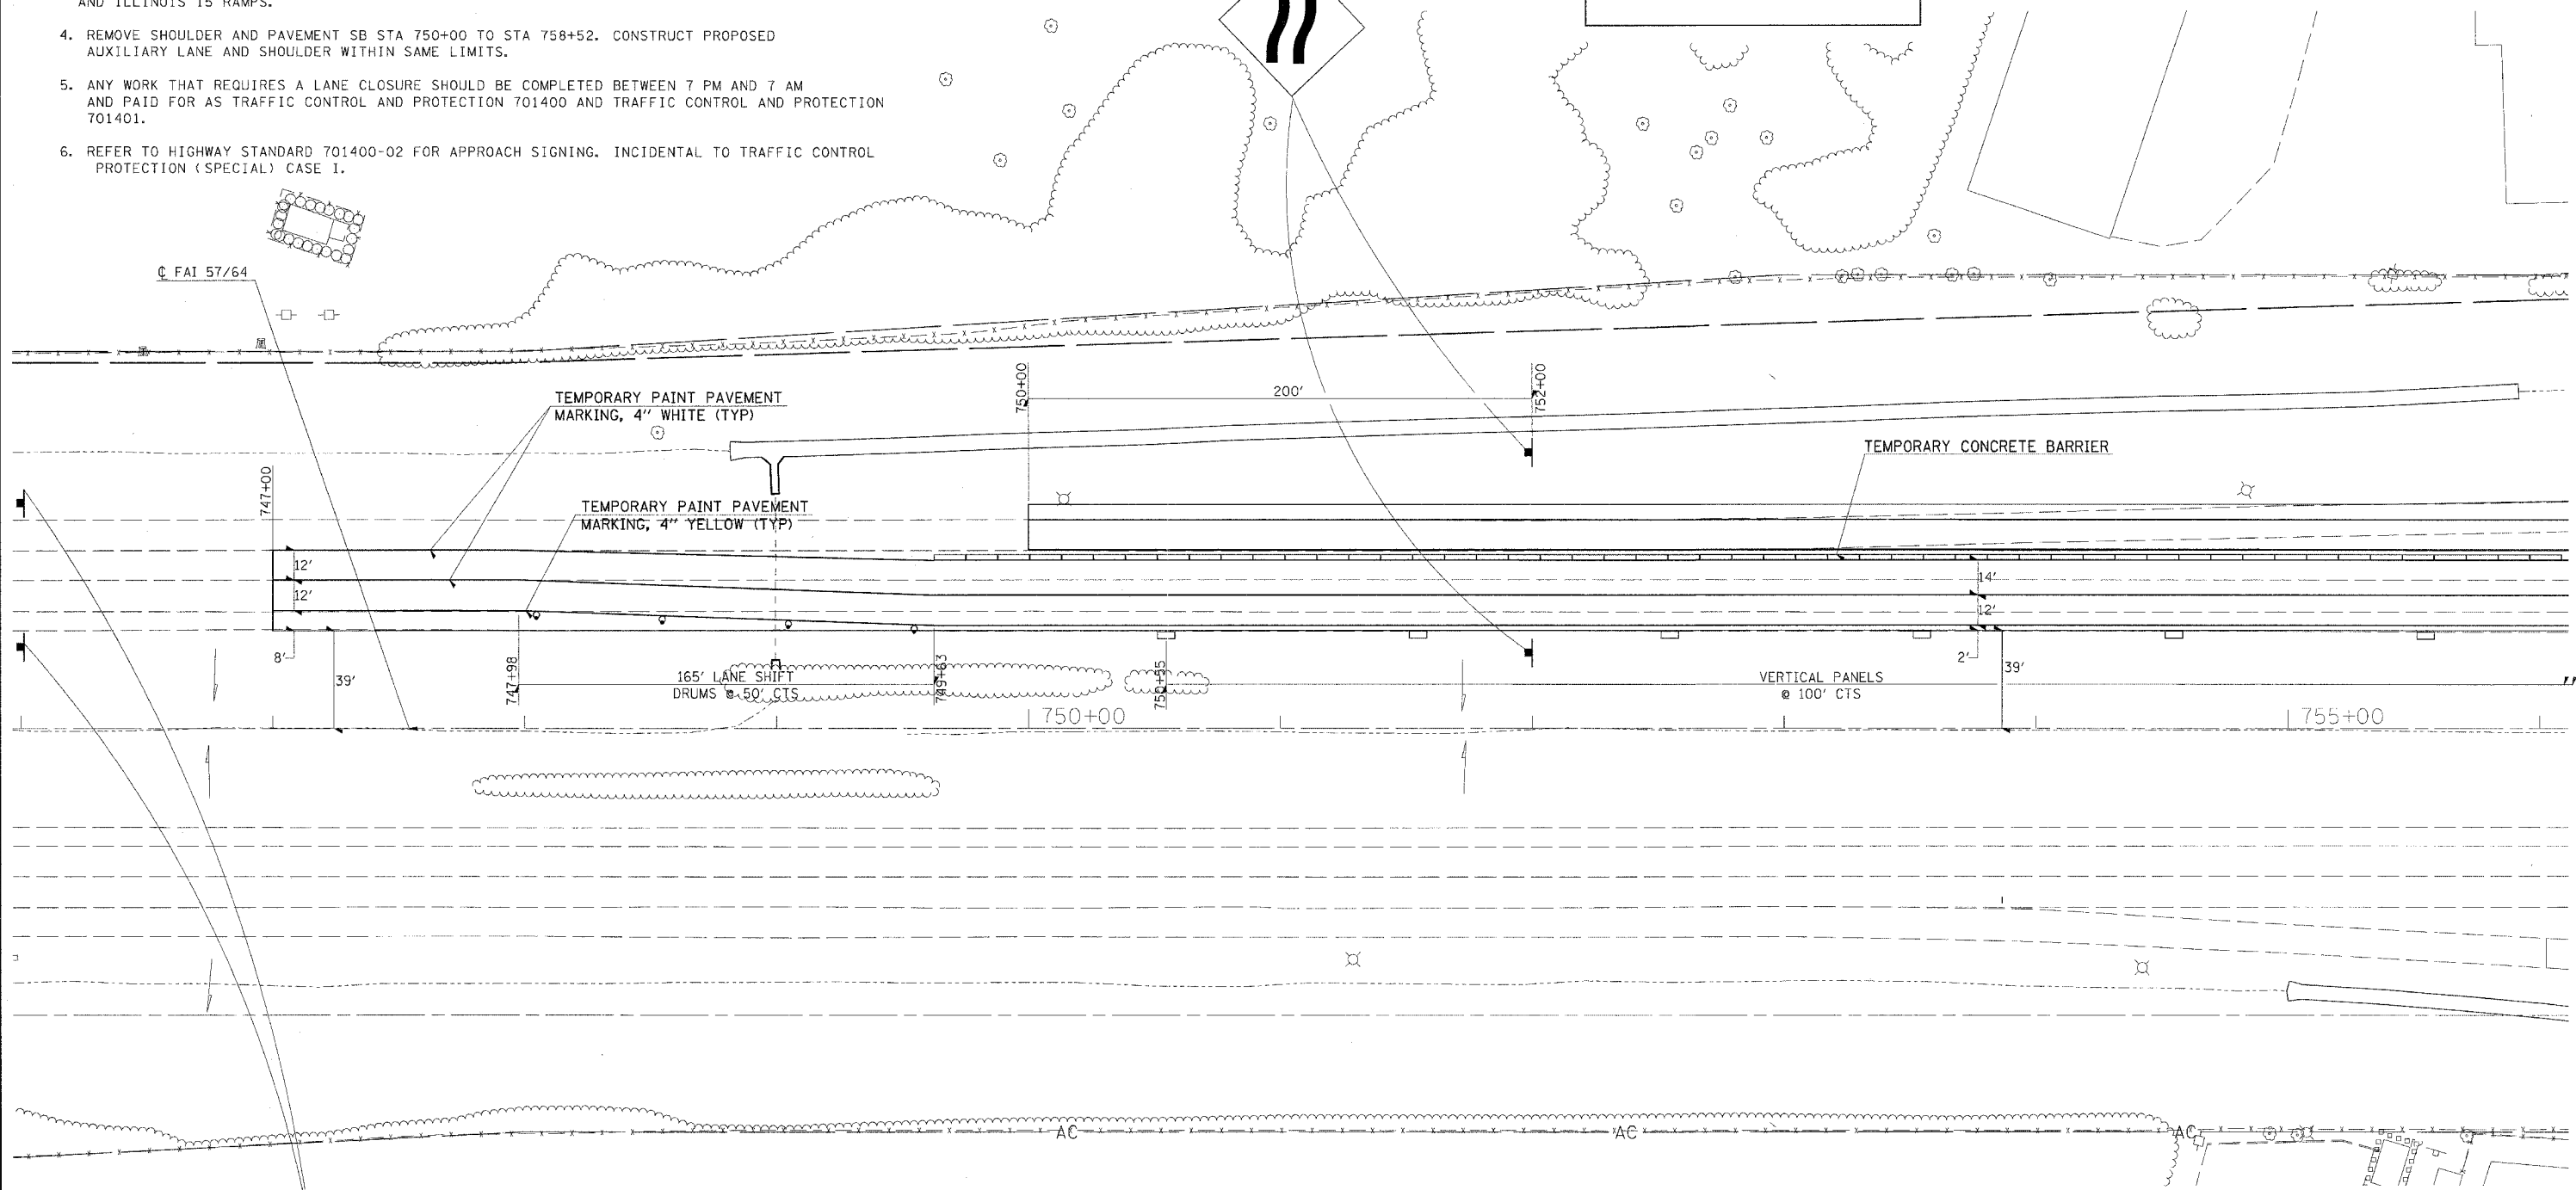 AND ILLINOIS 15 RAMPS.
4. REMOVE SHOULDER AND PAVEMENT SB STA 750+00 TO STA 758+52. CONSTRUCT PROPOSED
AUXILIARY LANE AND SHOULDER WITHIN SAME LIMITS.
5. ANY WORK THAT REQUIRES A LANE CLOSURE SHOULD BE COMPLETED BETWEEN 7 PM AND 7 AM
AND PAID FOR AS TRAFFIC CONTROL AND PROTECTION 701400 AND TRAFFIC CONTROL AND PROTECTION
701401.
6. REFER TO HIGHWAY STANDARD 701400-02 FOR APPROACH SIGNING. INCIDENTAL TO TRAFFIC CONTROL
PROTECTION (SPECIAL) CASE I.
℄ FAI 57/64
TEMPORARY PAINT PAVEMENT
MARKING, 4" WHITE (TYP)
750+00
200'
752+00
TEMPORARY CONCRETE BARRIER
747+00
TEMPORARY PAINT PAVEMENT
MARKING, 4" YELLOW (TYP)
12'
12'
14'
12'
8'
39'
747+98
165' LANE SHIFT
DRUMS @ 50' CTS
749+63
750+55
VERTICAL PANELS
@ 100' CTS
2'
39'
750+00
755+00
AC
AC
AC